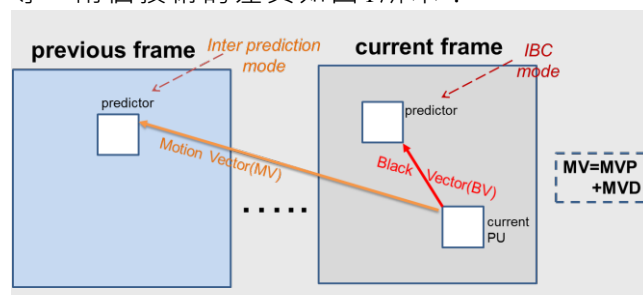 previous frame
Inter prediction
mode
current frame
IBC
mode
predictor
predictor
Motion Vector(MV)
Black Vector(BV)
MV=MVP
+MVD
current
PU